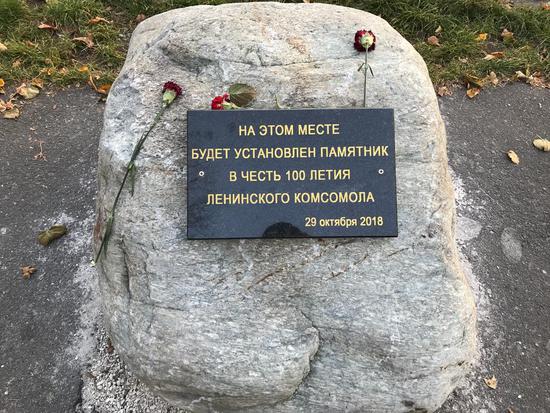 НА ЭТОМ МЕСТЕ
БУДЕТ УСТАНОВЛЕН ПАМЯТНИК
В ЧЕСТЬ 100 ЛЕТИЯ
ЛЕНИНСКОГО КОМСОМОЛА
29 октября 2018